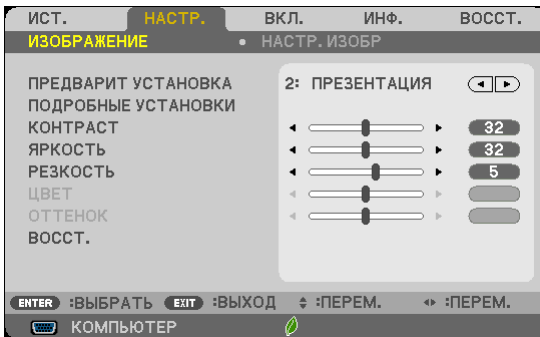 ИСТ. НАСТР. ВКЛ. ИНФ. ВОССТ.
ИЗОБРАЖЕНИЕ • НАСТР.ИЗОБР
ПРЕДВАРИТ УСТАНОВКА 2: ПРЕЗЕНТАЦИЯ
ПОДРОБНЫЕ УСТАНОВКИ
КОНТРАСТ 32
ЯРКОСТЬ 32
РЕЗКОСТЬ 5
ЦВЕТ
ОТТЕНОК
ВОССТ.
ENTER :ВЫБРАТЬ EXIT :ВЫХОД :ПЕРЕМ. :ПЕРЕМ.
КОМПЬЮТЕР